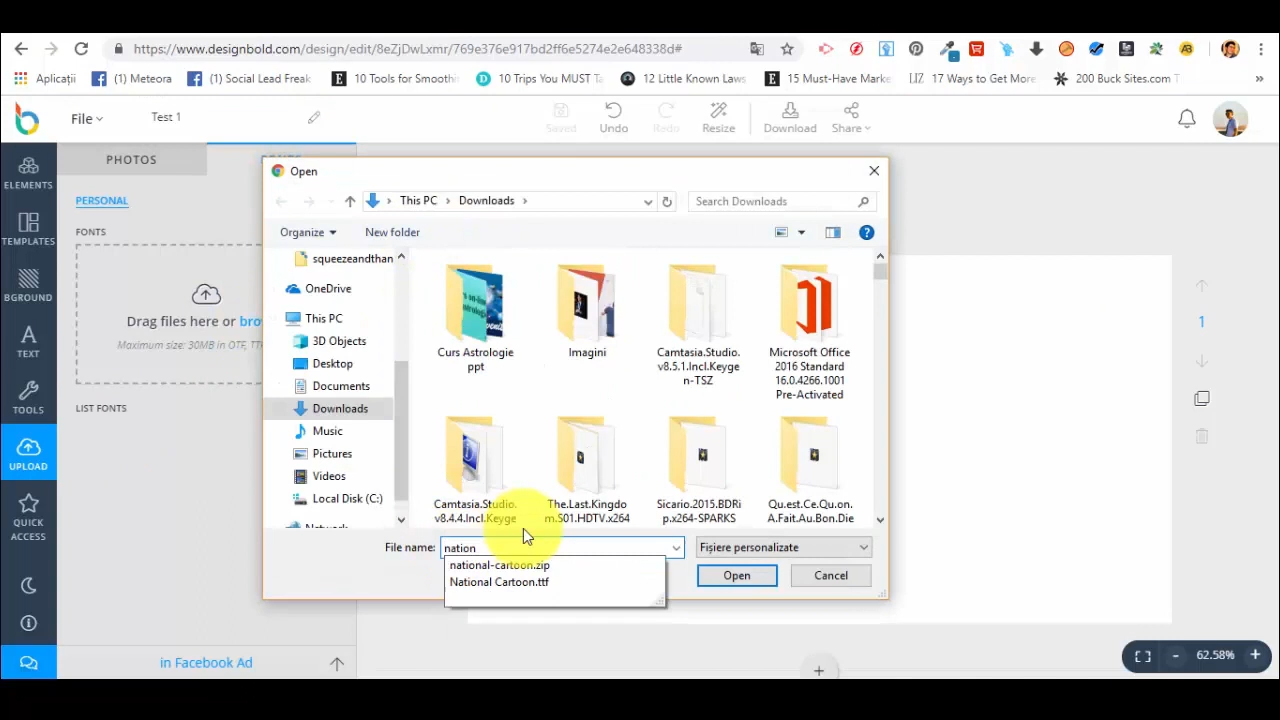 https://www.designbold.com/design/edit/8eZjDwLxmr/769e376e917bd2ff6e5274e2e648338d#
Aplicații
(1) Meteora
(1) Social Lead Freak
10 Tools for Smoothi
10 Trips You MUST Ta
12 Little Known Laws
15 Must-Have Marke
17 Ways to Get More
200 Buck Sites.com T
»
File
Test 1
Saved
Undo
Redo
Resize
Download
Share
ELEMENTS
TEMPLATES
BGROUND
TEXT
TOOLS
UPLOAD
QUICK
ACCESS
PHOTOS
PERSONAL
FONTS
Drag files here or bro
Maximum size: 30MB in OTF, TT
LIST FONTS
in Facebook Ad
Open
This PC
Downloads
Search Downloads
Organize
New folder
squeezeandthan
OneDrive
This PC
3D Objects
Desktop
Documents
Downloads
Music
Pictures
Videos
Local Disk (C:)
Network
Curs Astrologie
ppt
Imagini
Camtasia.Studio.
v8.5.1.Incl.Keyge
n-TSZ
Microsoft Office
2016 Standard
16.0.4266.1001
Pre-Activated
Camtasia.Studio.
v8.4.4.Incl.Keyge
The.Last.Kingdo
m.S01.HDTV.x264
Sicario.2015.BDRi
p.x264-SPARKS
Qu.est.Ce.Qu.on.
A.Fait.Au.Bon.Die
File name:
nation
Fișiere personalizate
national-cartoon.zip
National Cartoon.ttf
Open
Cancel
1
62.58%